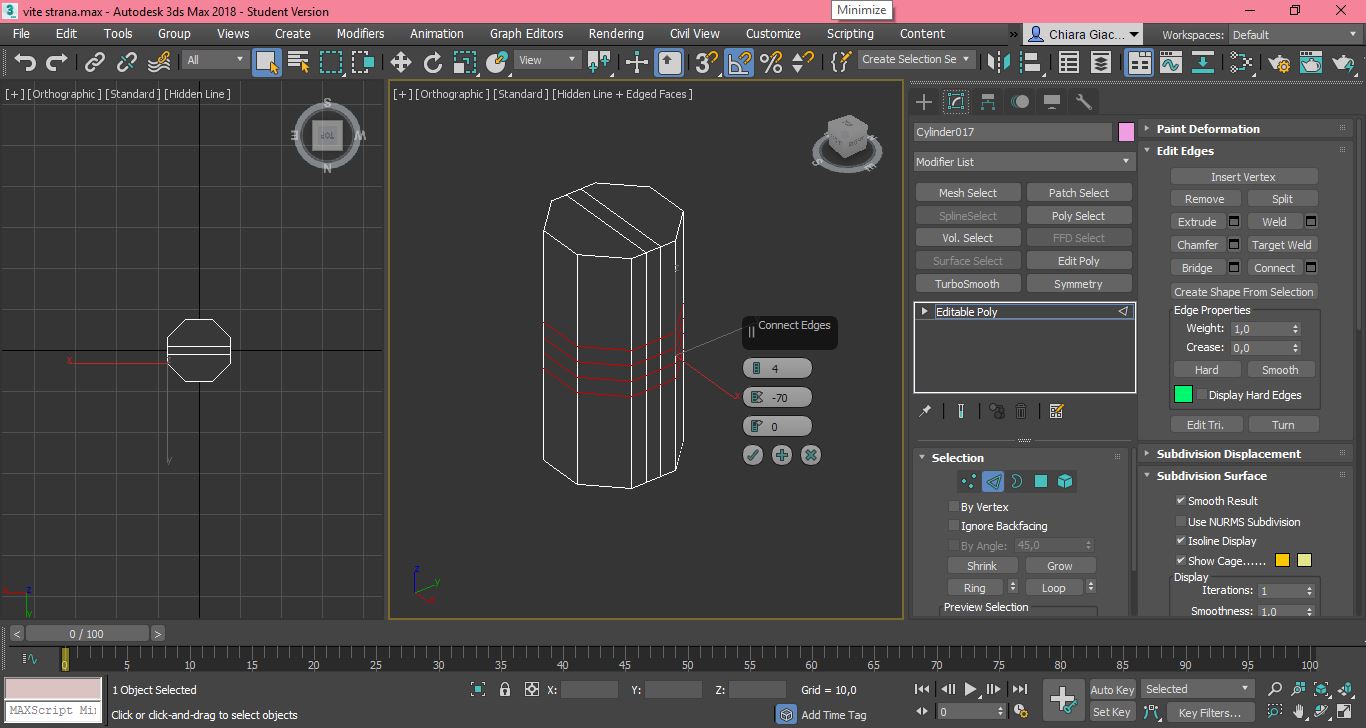 vite strana.max - Autodesk 3ds Max 2018 - Student Version
Minimize
File Edit Tools Group Views Create Modifiers Animation Graph Editors Rendering Civil View Customize Scripting Content » Chiara Giac... Workspaces: Default
All View Create Selection Se
[+] [Orthographic] [Standard] [Hidden Line]
[+] [Orthographic] [Standard] [Hidden Line + Edged Faces]
S
E TOP W
N
S E
x
y
z
x
x z
y
z
y
x
Connect Edges
4
-70
0
Cylinder017
Modifier List
Mesh Select Patch Select
SplineSelect Poly Select
Vol. Select FFD Select
Surface Select Edit Poly
TurboSmooth Symmetry
Editable Poly
Selection
By Vertex
Ignore Backfacing
By Angle: 45,0
Shrink Grow
Ring Loop
Preview Selection
Paint Deformation
Edit Edges
Insert Vertex
Remove Split
Extrude Weld
Chamfer Target Weld
Bridge Connect
Create Shape From Selection
Edge Properties
Weight: 1,0
Crease: 0,0
Hard Smooth
Display Hard Edges
Edit Tri. Turn
Subdivision Displacement
Subdivision Surface
Smooth Result
Use NURMS Subdivision
Isoline Display
Show Cage......
Display
Iterations: 1
Smoothness: 1.0
< 0 / 100 >
0 5 10 15 20 25 30 35 40 45 50 55 60 65 70 75 80 85 90 95 100
MAXScript Min
1 Object Selected
Click or click-and-drag to select objects
X: Y: Z: Grid = 10,0
Add Time Tag
0
Auto Key Selected
Set Key Key Filters...